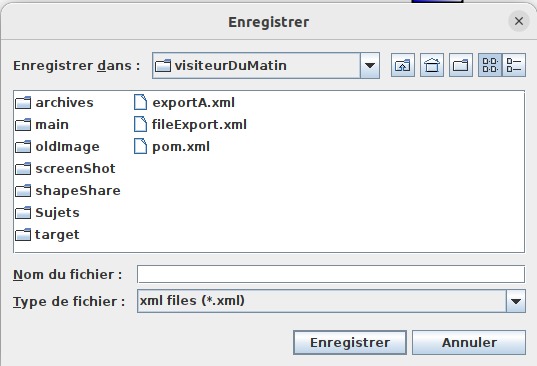 Enregistrer
Enregistrer dans : visiteurDuMatin
archives exportA.xml
main fileExport.xml
oldImage pom.xml
screenShot
shapeShare
Sujets
target
Nom du fichier :
Type de fichier : xml files (*.xml)
Enregistrer Annuler